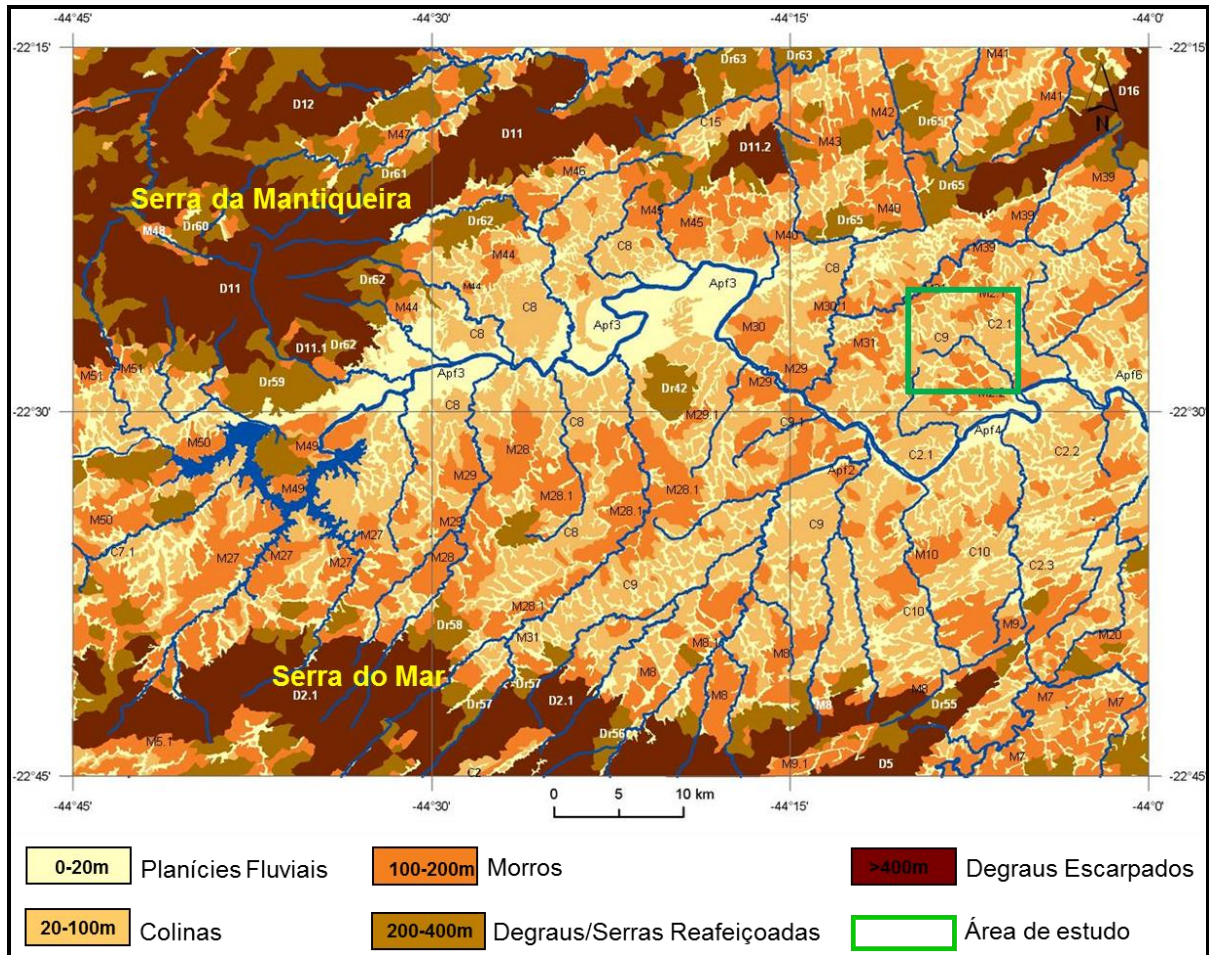 -44°45' -44°30' -44°15' -44°0'
-22°15' -22°15'
Dr63 Dr63 M41
D12 D16
M41
M47 D11 C15 M42 Dr65
N
D11.2 M43
Dr61 M46 Dr65 M39
Serra da Mantiqueira
M48 Dr60 Dr62 M45 M45 Dr65 M40 M39
M40
M44 C8 M39
D11 Dr62 M44 C8 Apf3
M44 C8 M30.1 M2.1
Apf3 M30 C9 C2.1
D11.1 Dr62 C8 M31
M51 M51 Dr59 Apf3 M29 M29 Apf6
Dr42 M2.2
C8
-22°30' -22°30'
M50 M49 C8 M29.1 C9.1 Apf4
M28 C2.1 C2.2
M49 M29 Apf2
M28.1 M28.1
M50 M29 M28.1 C9
M27 C8
C7.1 M27 M27 M27 M28 M10 C10
C9 C2.3
M28.1 C10
Dr58 M31 M8.1 M8 M9 M20
Serra do Mar
D2.1 Dr57 D2.1 M8 M8 M8 M8 Dr55 M7 M7
Dr57
M5.1 Dr56 M7
C2 M9.1 D5
-22°45' -22°45'
-44°45' -44°30' -44°15' -44°0'
0 5 10 km
0-20m Planícies Fluviais
100-200m Morros
>400m Degraus Escarpados
20-100m Colinas
200-400m Degraus/Serras Reafeiçoadas
Área de estudo